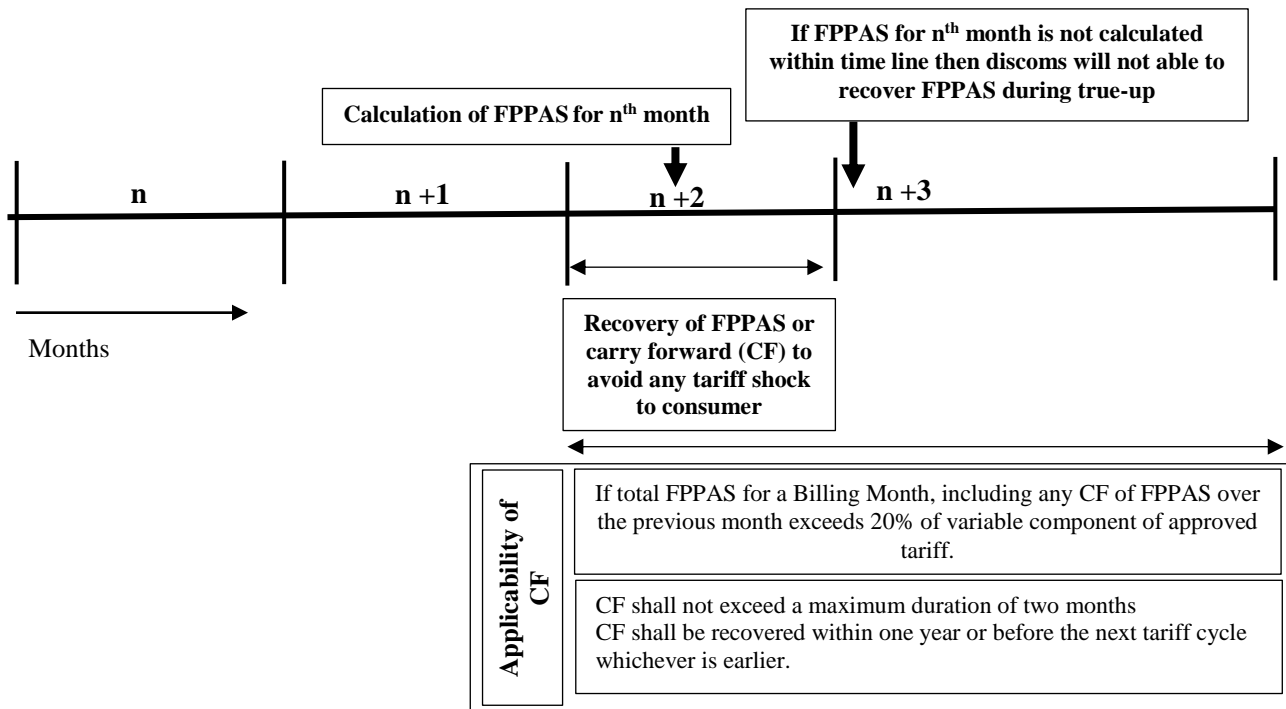 If FPPAS for nth month is not calculated
within time line then discoms will not able to
recover FPPAS during true-up
Calculation of FPPAS for nth month
n
n +1
n +2
n +3
Months
Recovery of FPPAS or
carry forward (CF) to
avoid any tariff shock
to consumer
Applicability of
CF
If total FPPAS for a Billing Month, including any CF of FPPAS over
the previous month exceeds 20% of variable component of approved
tariff.
CF shall not exceed a maximum duration of two months
CF shall be recovered within one year or before the next tariff cycle
whichever is earlier.